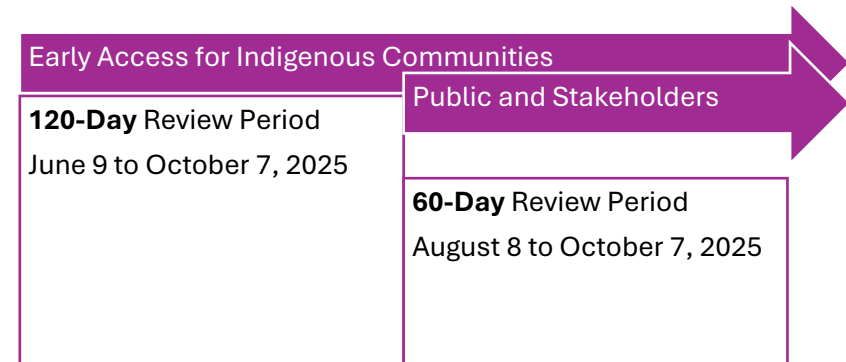 Early Access for Indigenous Communities
120-Day Review Period
June 9 to October 7, 2025
Public and Stakeholders
60-Day Review Period
August 8 to October 7, 2025